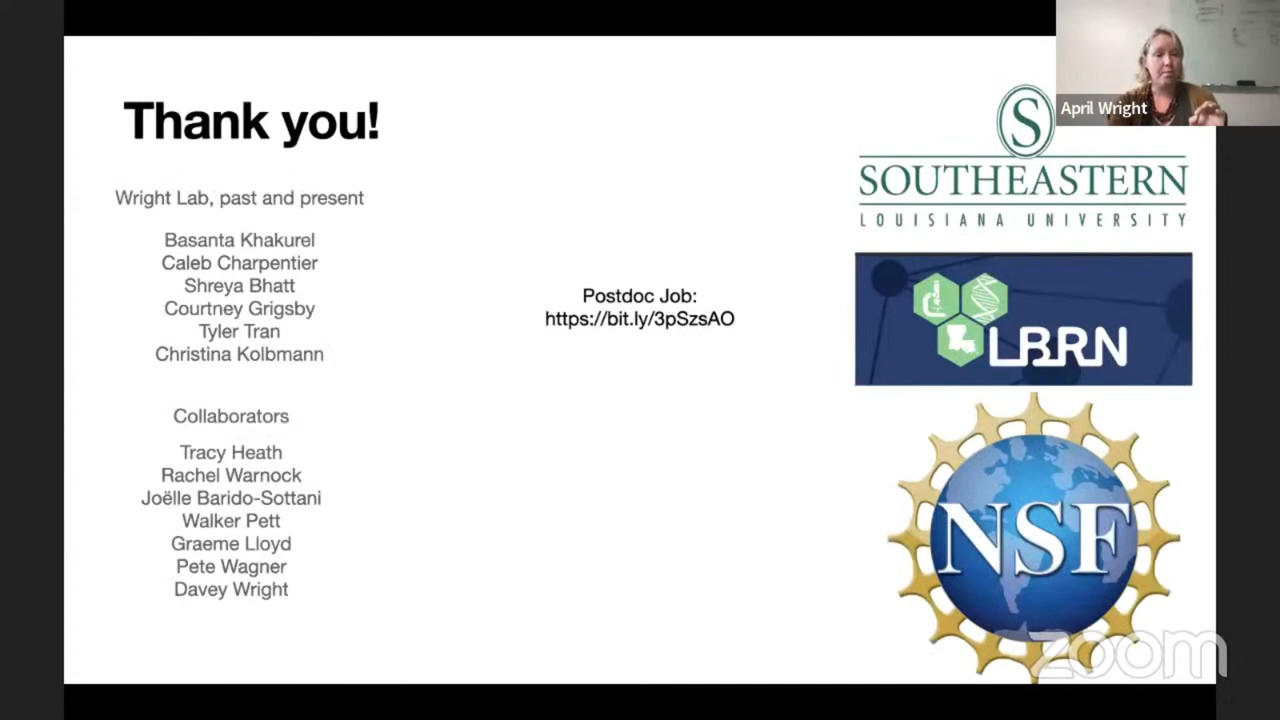 Thank you!
Wright Lab, past and present
Basanta Khakurel
Caleb Charpentier
Shreya Bhatt
Courtney Grigsby
Tyler Tran
Christina Kolbmann
Collaborators
Tracy Heath
Rachel Warnock
Joëlle Barido-Sottani
Walker Pett
Graeme Lloyd
Pete Wagner
Davey Wright
Postdoc Job:
https://bit.ly/3pSzsAO
April Wright
S
SOUTHEASTERN
LOUISIANA UNIVERSITY
LBRN
NSF
zoom